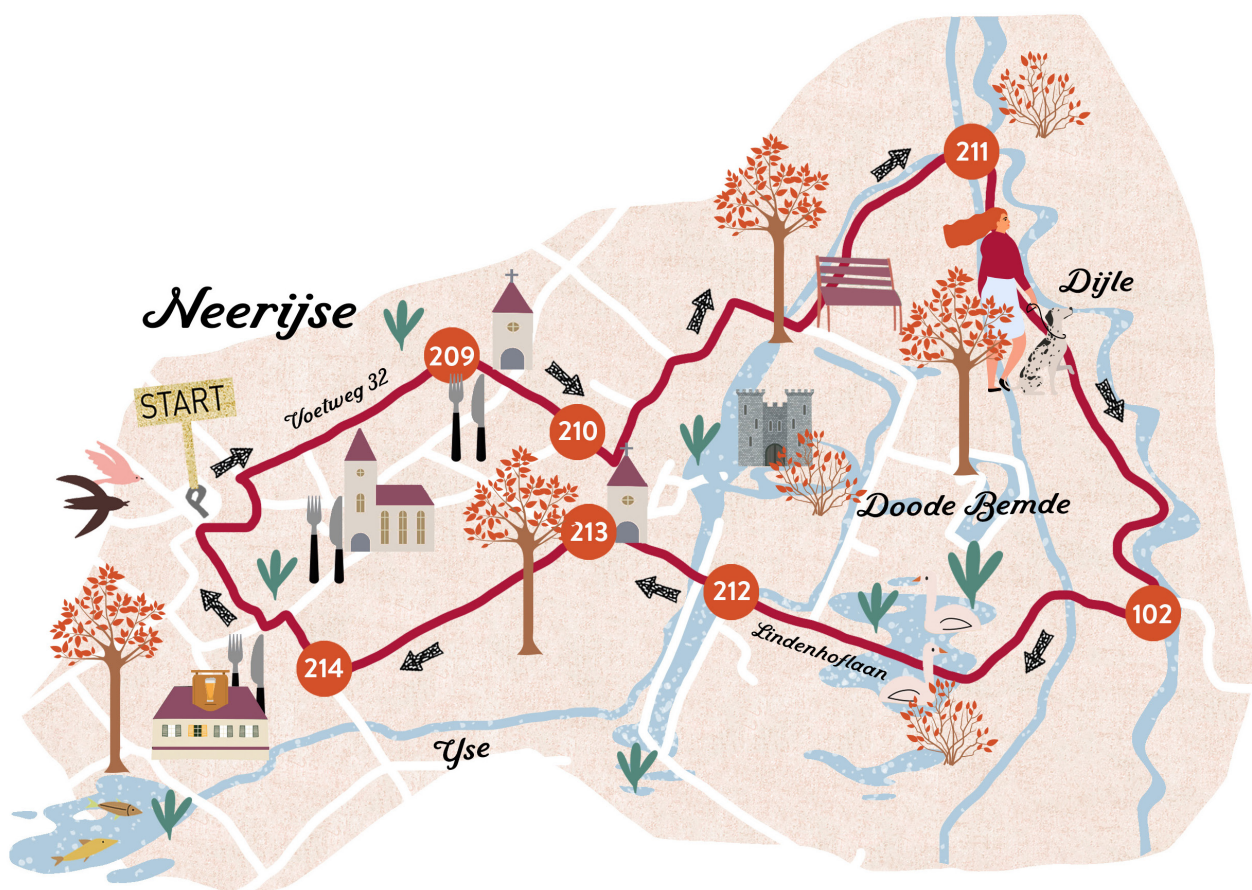 211
Dijle
Neerijse
209
START
Voetweg 32
210
Doode Bemde
213
212
102
Lindenhoflaan
214
Yse